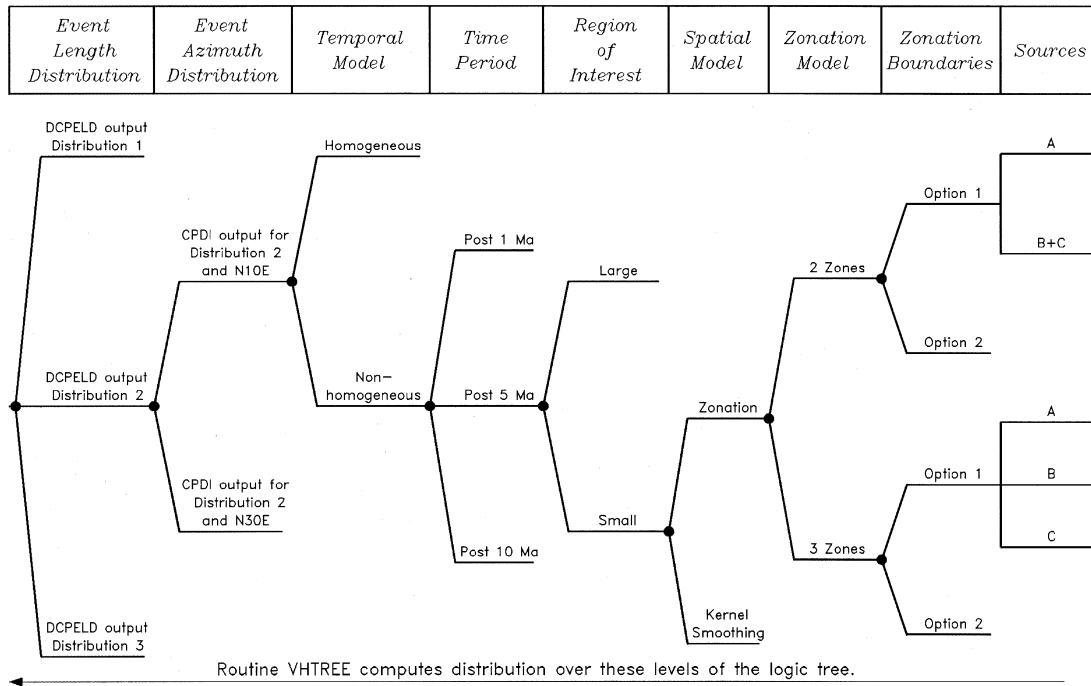 Event
Length
Distribution
Event
Azimuth
Distribution
Temporal
Model
Time
Period
Region
of
Interest
Spatial
Model
Zonation
Model
Zonation
Boundaries
Sources
DCPELD output
Distribution 1
DCPELD output
Distribution 2
DCPELD output
Distribution 3
CPDI output for
Distribution 2
and N10E
CPDI output for
Distribution 2
and N30E
Homogeneous
Non–
homogeneous
Post 1 Ma
Post 5 Ma
Post 10 Ma
Large
Small
Zonation
Kernel
Smoothing
2 Zones
3 Zones
Option 1
Option 2
Option 1
Option 2
A
B+C
A
B
C
Routine VHTREE computes distribution over these levels of the logic tree.